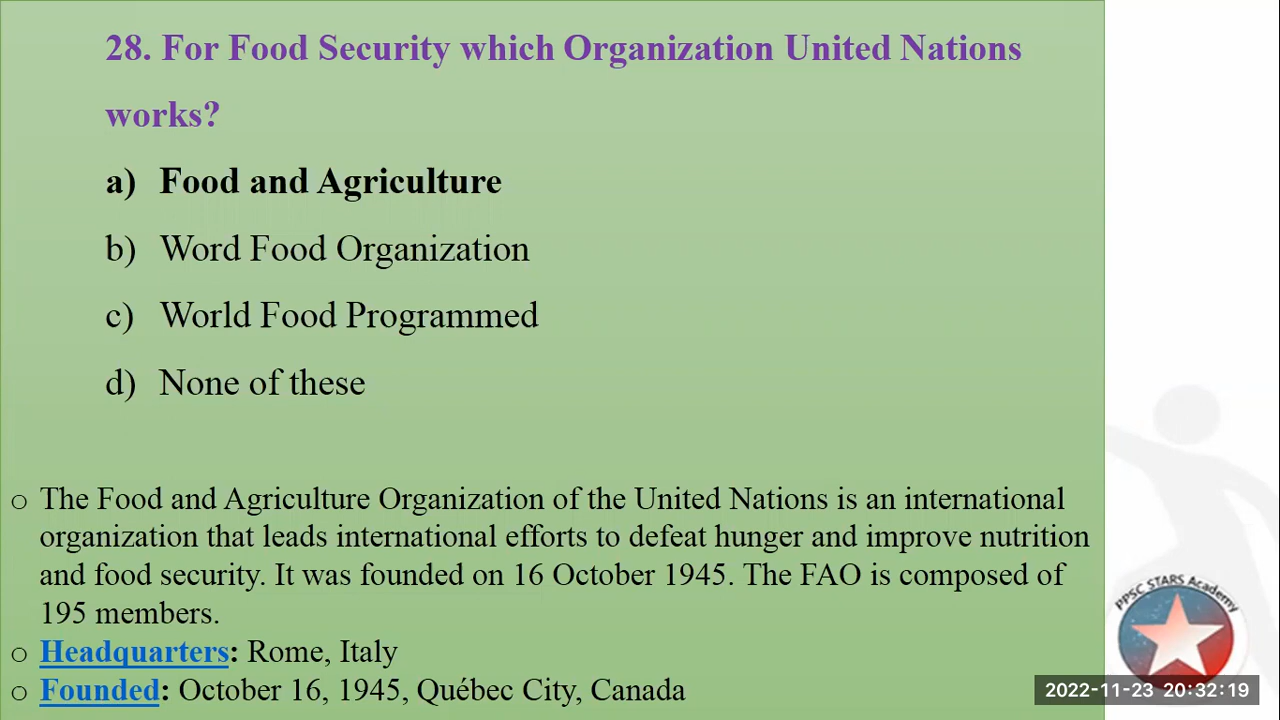 28. For Food Security which Organization United Nations
works?
a) Food and Agriculture
b) Word Food Organization
c) World Food Programmed
d) None of these
o The Food and Agriculture Organization of the United Nations is an international
organization that leads international efforts to defeat hunger and improve nutrition
and food security. It was founded on 16 October 1945. The FAO is composed of
195 members.
o Headquarters: Rome, Italy
o Founded: October 16, 1945, Québec City, Canada
PPSC STARS Academy
2022-11-23 20:32:19